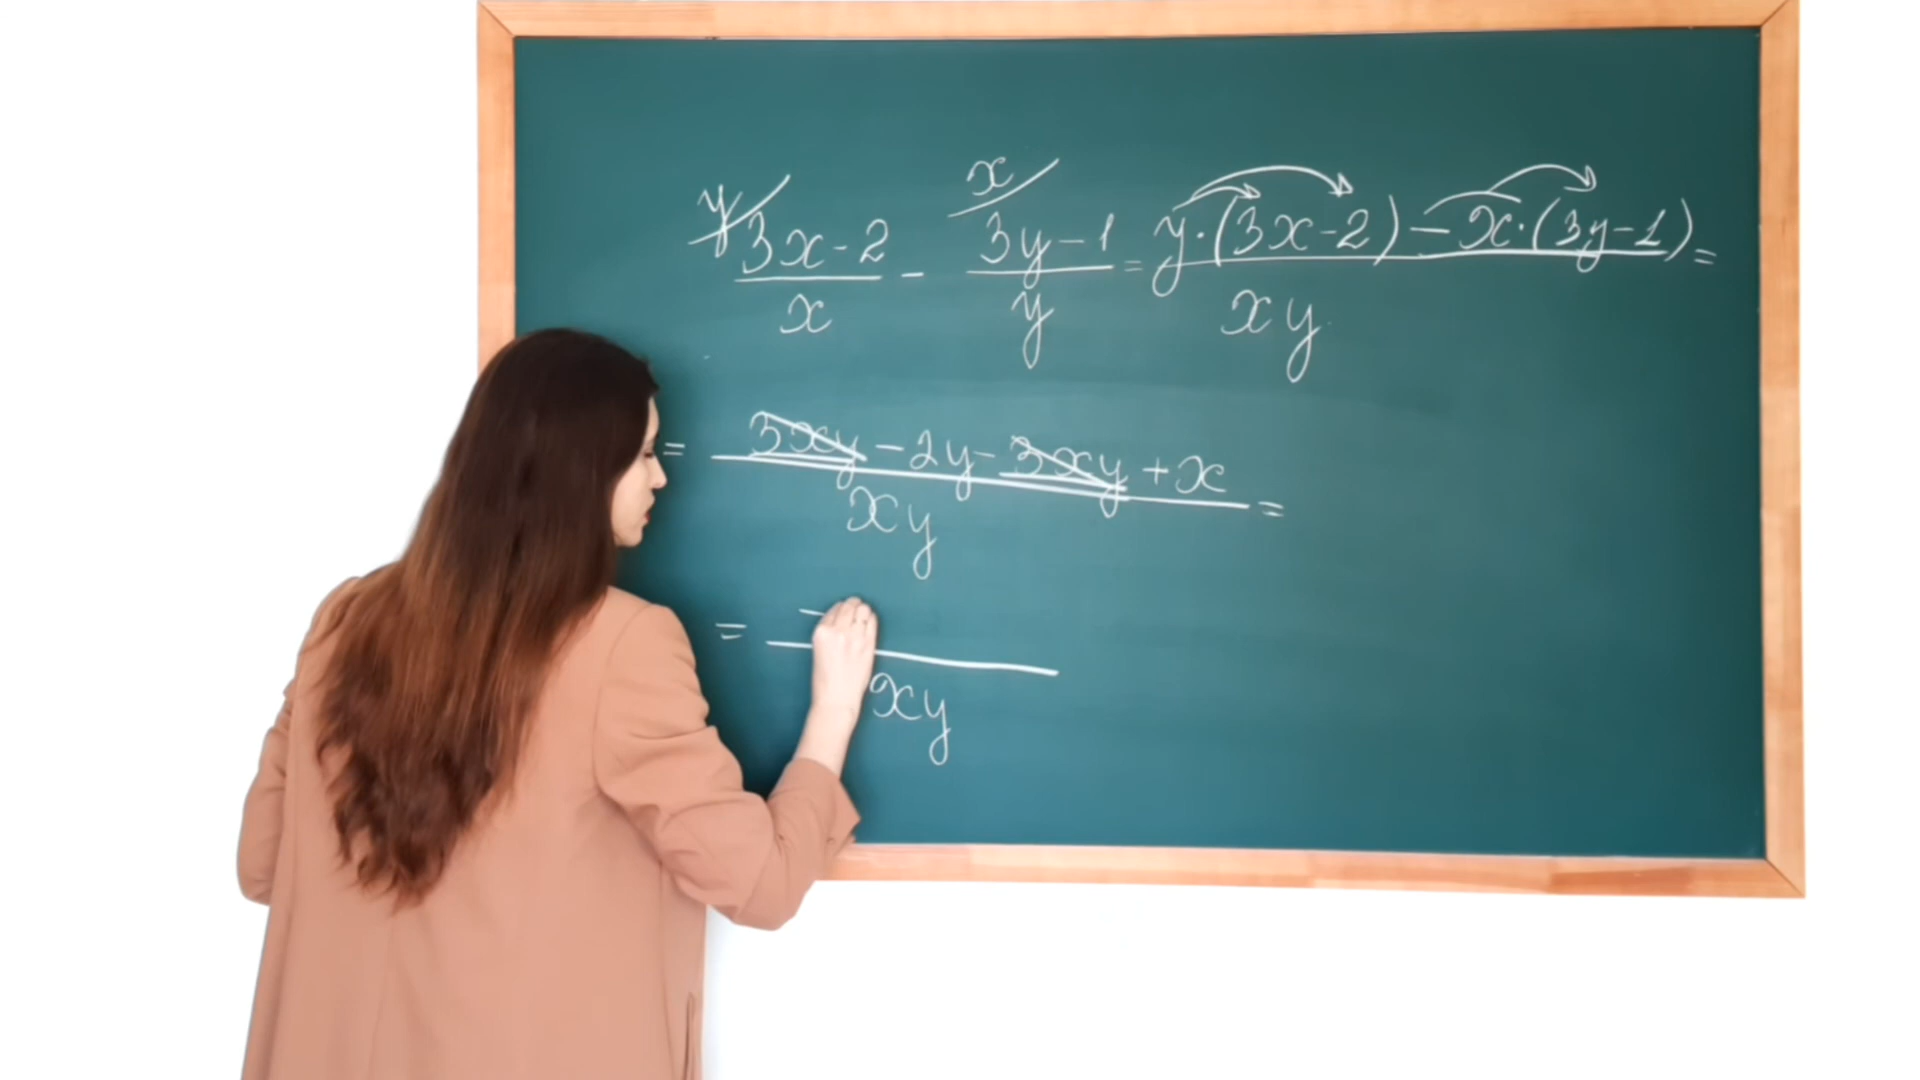 y/ (3x-2)/x - x/ (3y-1)/y = (y·(3x-2)-x·(3y-1))/xy =
= (3xy-2y-3xy+x)/xy =
= (-)/xy